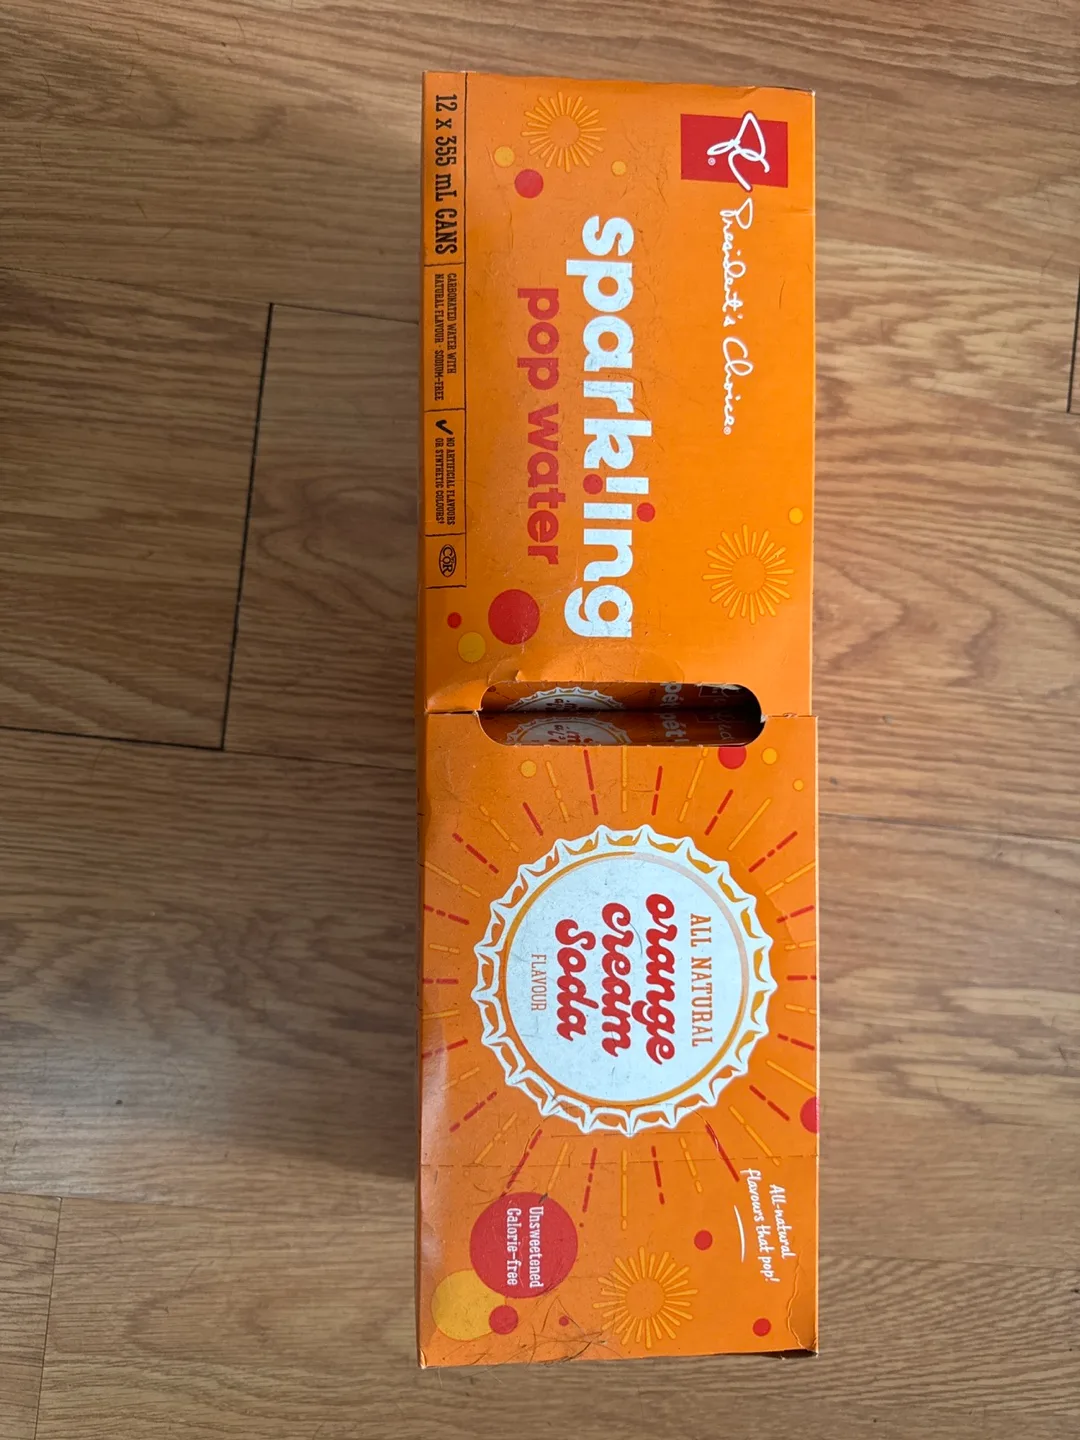 PC®
President's Choice®
sparkling
pop water
12 x 355 mL CANS
CARBONATED WATER WITH
NATURAL FLAVOUR · SODIUM-FREE
NO ARTIFICIAL FLAVOURS
OR SYNTHETIC COLOURS†
COR
ALL NATURAL
orange
cream
soda
FLAVOUR
All-natural
flavours that pop!
Unsweetened
Calorie-free